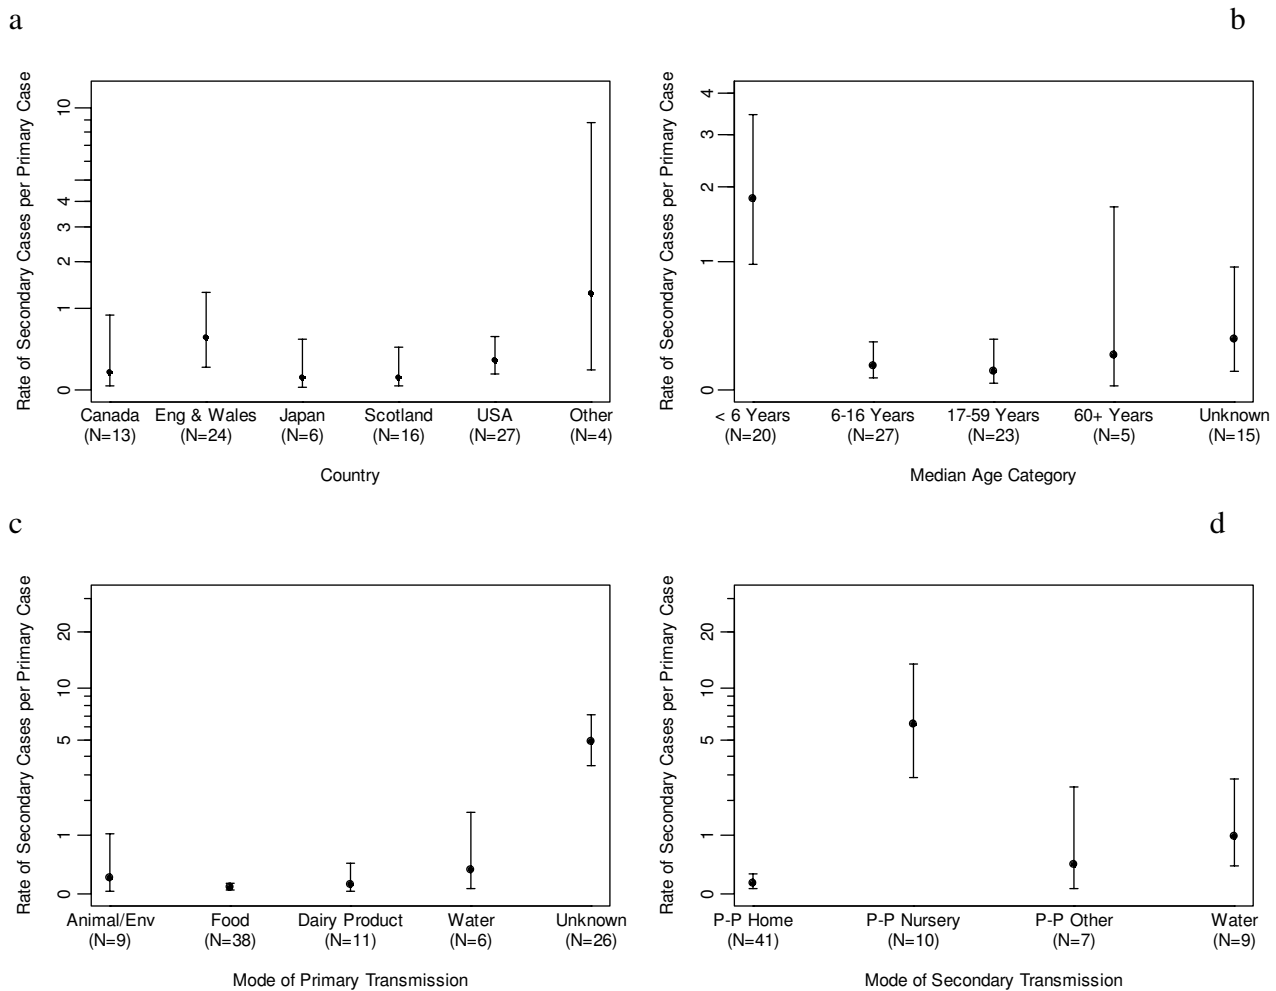 a
b
Rate of Secondary Cases per Primary Case
10
4
3
2
1
0
Canada Eng & Wales Japan Scotland USA Other
(N=13) (N=24) (N=6) (N=16) (N=27) (N=4)
Country
Rate of Secondary Cases per Primary Case
4
3
2
1
0
< 6 Years 6-16 Years 17-59 Years 60+ Years Unknown
(N=20) (N=27) (N=23) (N=5) (N=15)
Median Age Category
c
d
Rate of Secondary Cases per Primary Case
20
10
5
1
0
Animal/Env Food Dairy Product Water Unknown
(N=9) (N=38) (N=11) (N=6) (N=26)
Mode of Primary Transmission
Rate of Secondary Cases per Primary Case
20
10
5
1
0
P-P Home P-P Nursery P-P Other Water
(N=41) (N=10) (N=7) (N=9)
Mode of Secondary Transmission